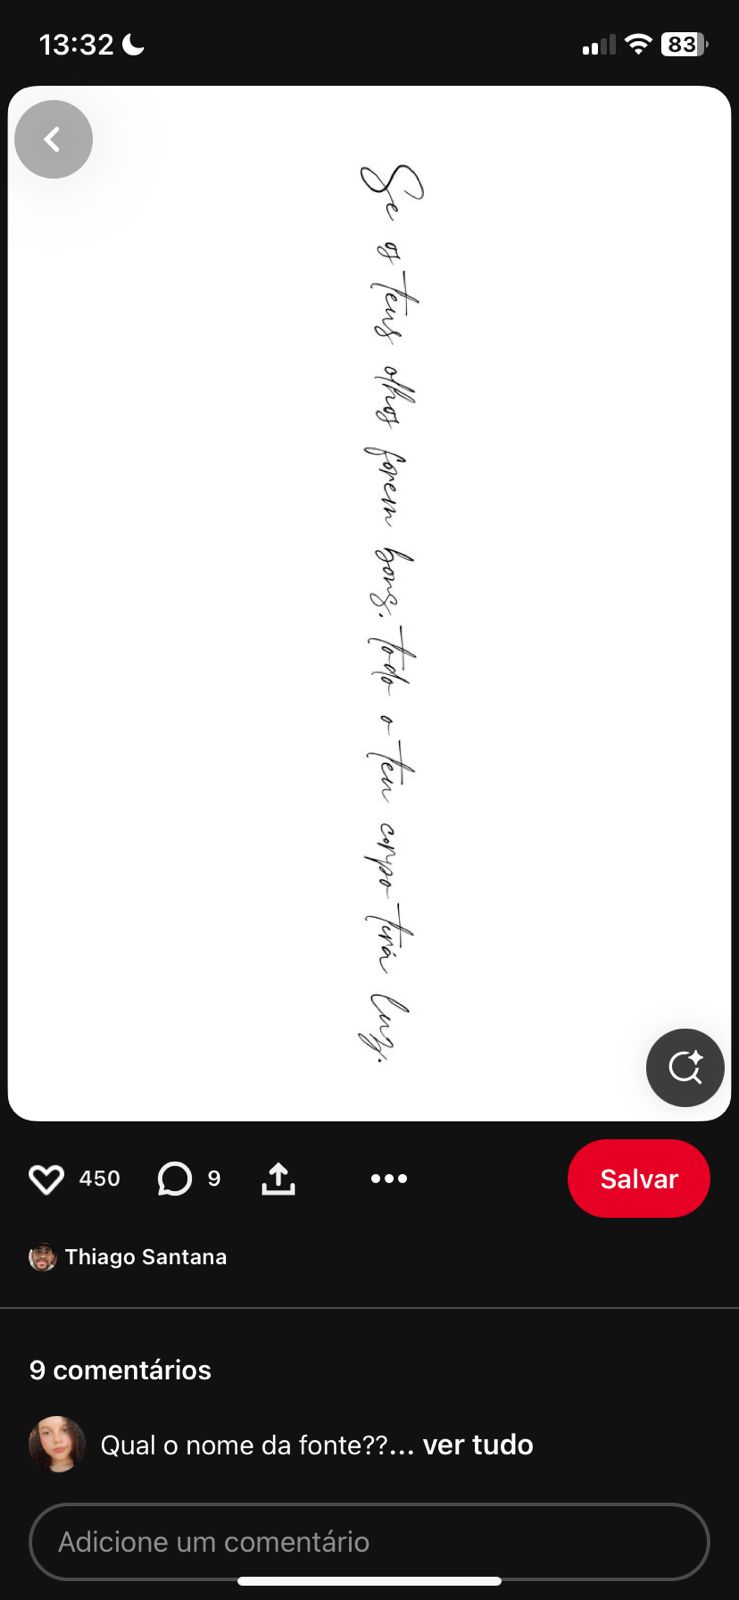 13:32
83
Se os teus olhos forem bons, todo o teu corpo terá luz.
450
9
Salvar
Thiago Santana
9 comentários
Qual o nome da fonte??... ver tudo
Adicione um comentário